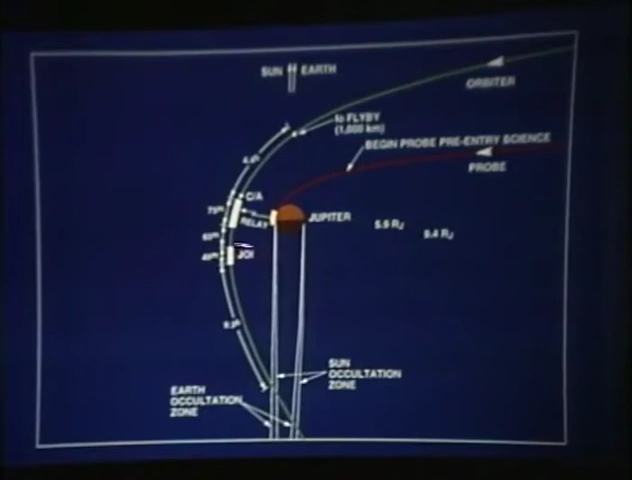 SUN EARTH
ORBITER
Io FLYBY
(1,000 km)
BEGIN PROBE PRE-ENTRY SCIENCE
PROBE
C/A
RELAY
JUPITER
5.9 RJ
9.4 RJ
JOI
SUN
OCCULTATION
ZONE
EARTH
OCCULTATION
ZONE